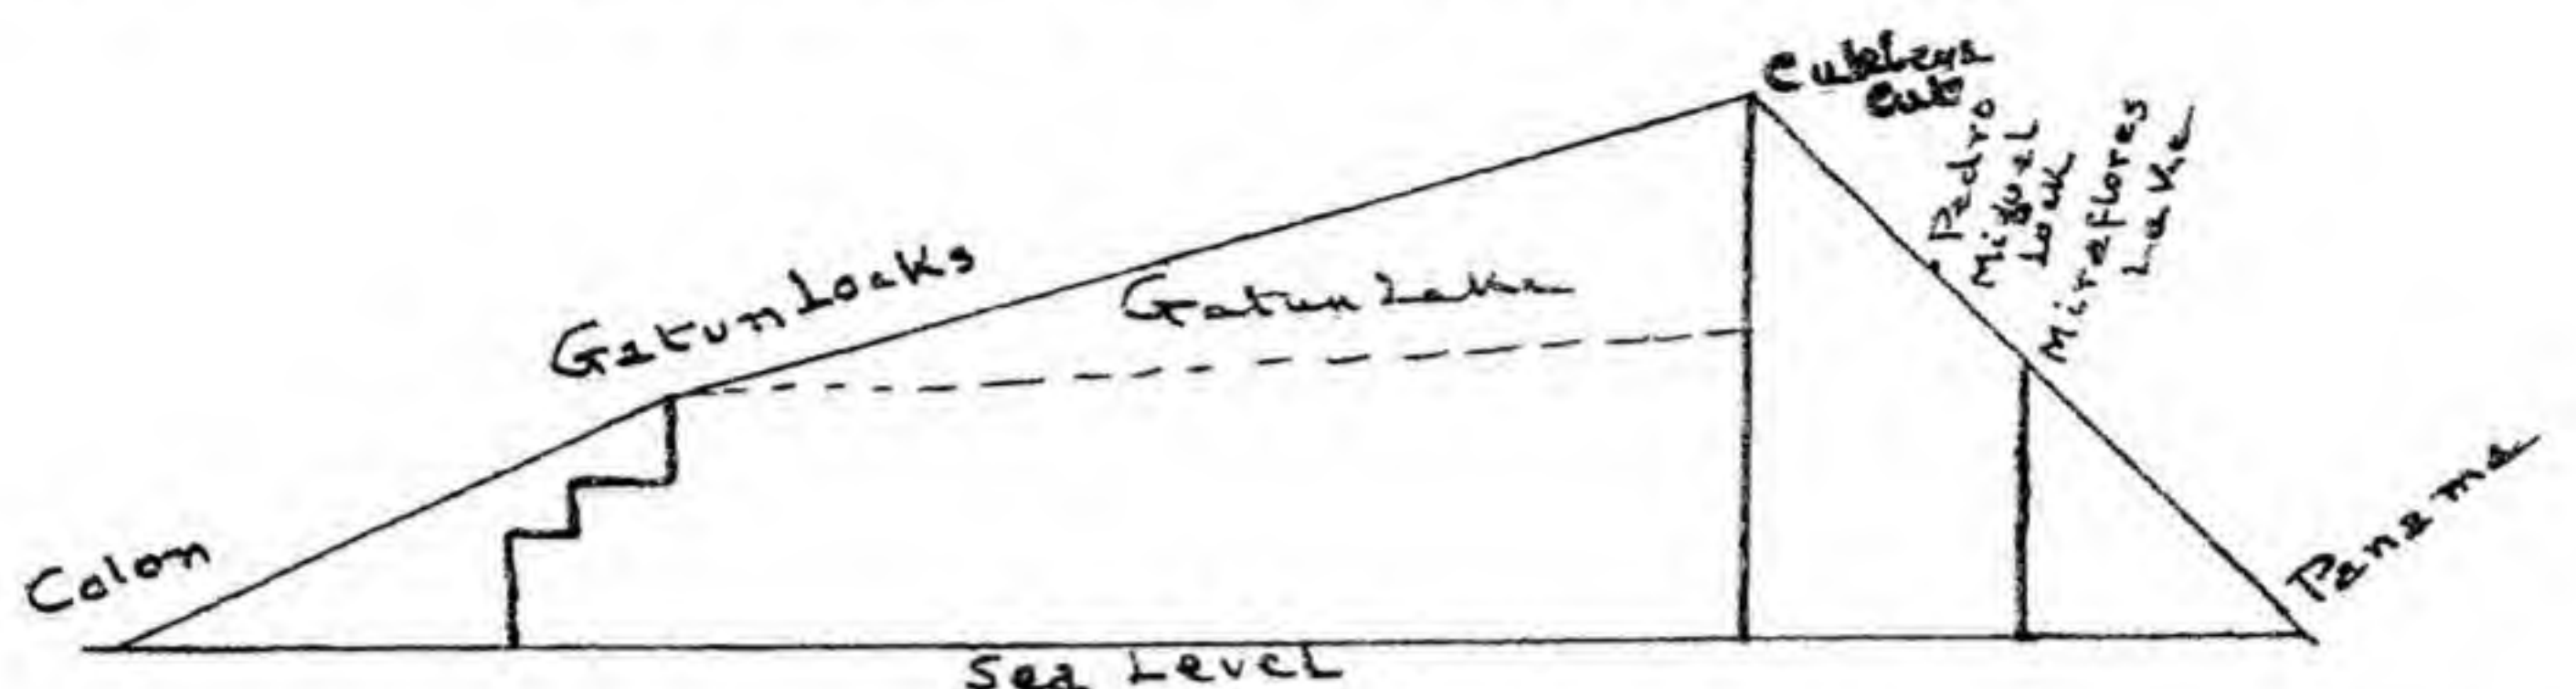 Colon
Gatun Locks
Gatun Lake
Culebra
Cut
Pedro
Miguel
Lock
Miraflores
Lake
Panama
Sea Level